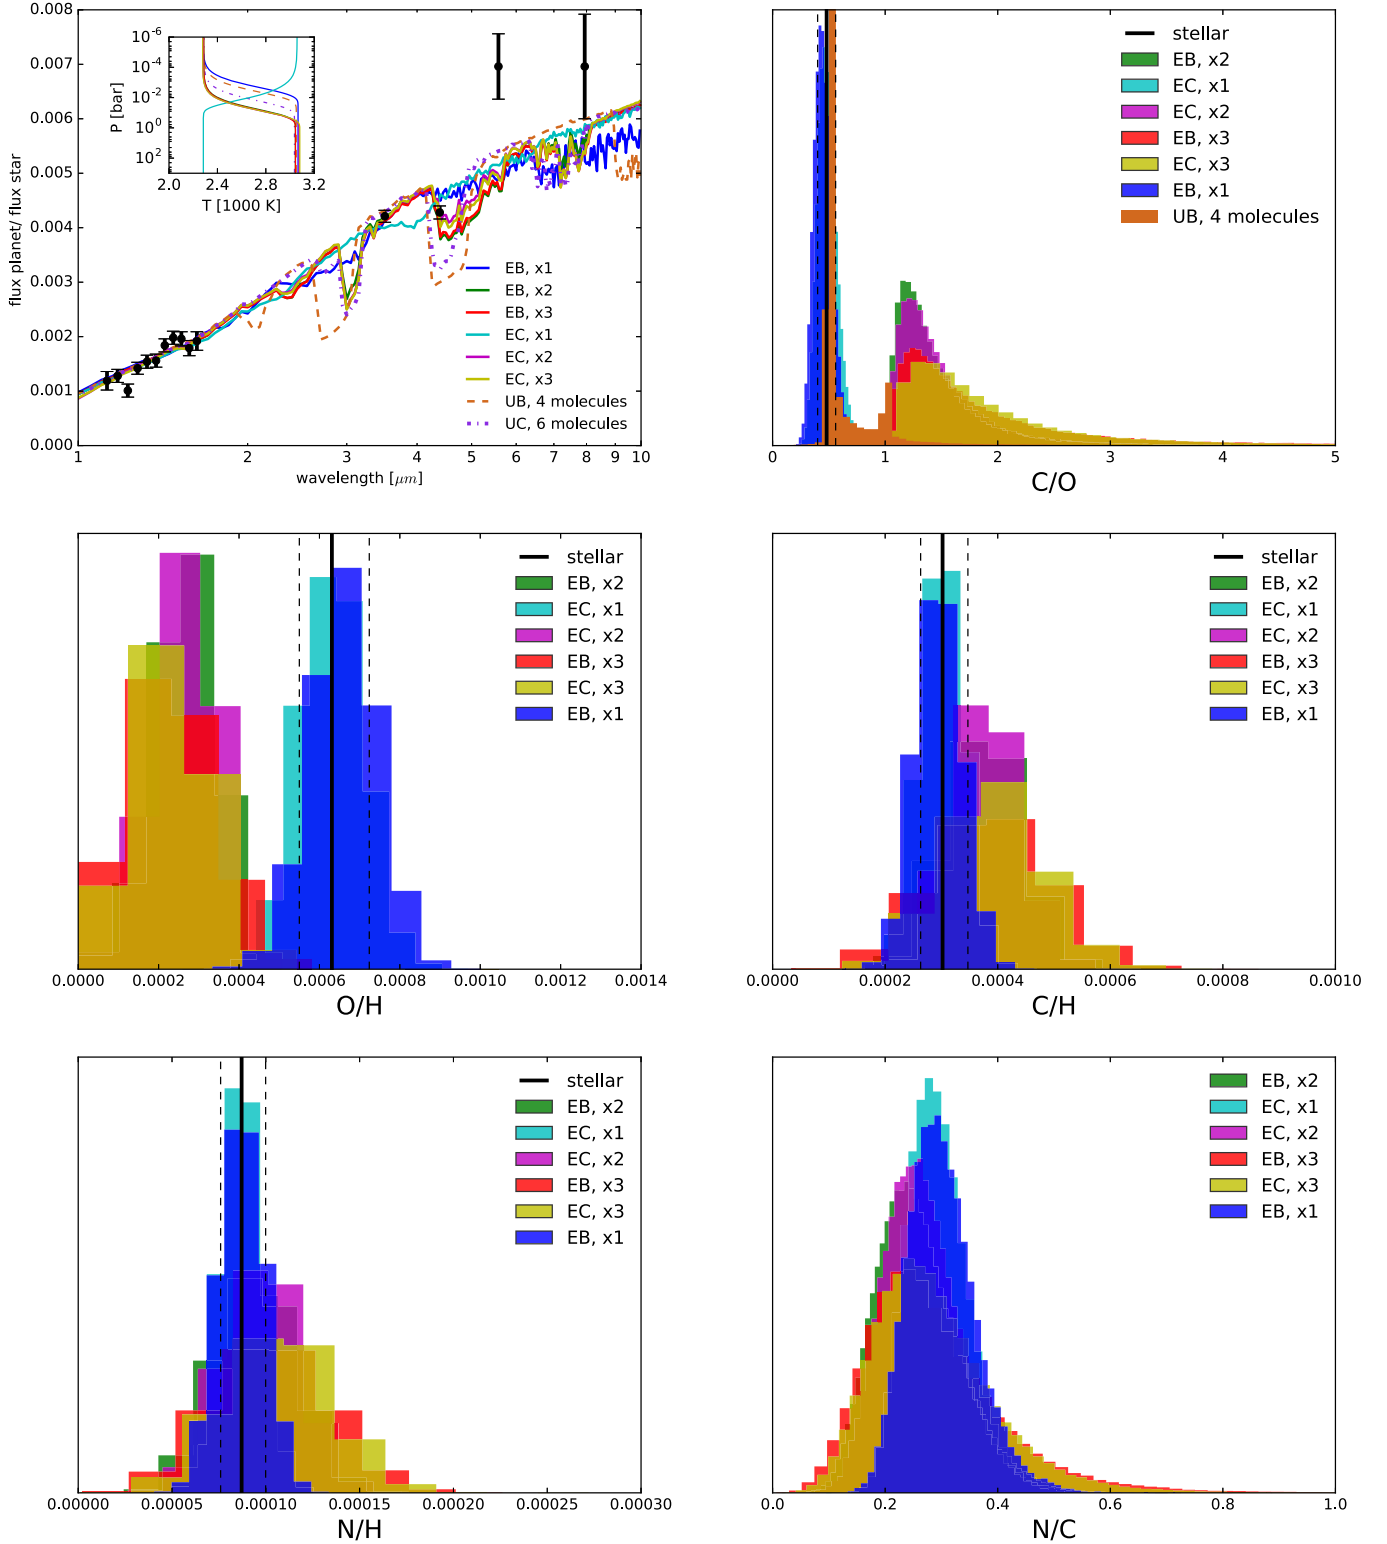 0.008
0.007
0.006
0.005
0.004
0.003
0.002
0.001
0.000
flux planet/ flux star
10⁻⁶
10⁻⁴
10⁻²
10⁰
10²
P [bar]
2.0 2.4 2.8 3.2
T [1000 K]
EB, x1
EB, x2
EB, x3
EC, x1
EC, x2
EC, x3
UB, 4 molecules
UC, 6 molecules
1 2 3 4 5 6 7 8 9 10
wavelength [μm]
stellar
EB, x2
EC, x1
EC, x2
EB, x3
EC, x3
EB, x1
UB, 4 molecules
0 1 2 3 4 5
C/O
stellar
EB, x2
EC, x1
EC, x2
EB, x3
EC, x3
EB, x1
0.0000 0.0002 0.0004 0.0006 0.0008 0.0010 0.0012 0.0014
O/H
stellar
EB, x2
EC, x1
EC, x2
EB, x3
EC, x3
EB, x1
0.0000 0.0002 0.0004 0.0006 0.0008 0.0010
C/H
stellar
EB, x2
EC, x1
EC, x2
EB, x3
EC, x3
EB, x1
0.00000 0.00005 0.00010 0.00015 0.00020 0.00025 0.00030
N/H
EB, x2
EC, x1
EC, x2
EB, x3
EC, x3
EB, x1
0.0 0.2 0.4 0.6 0.8 1.0
N/C